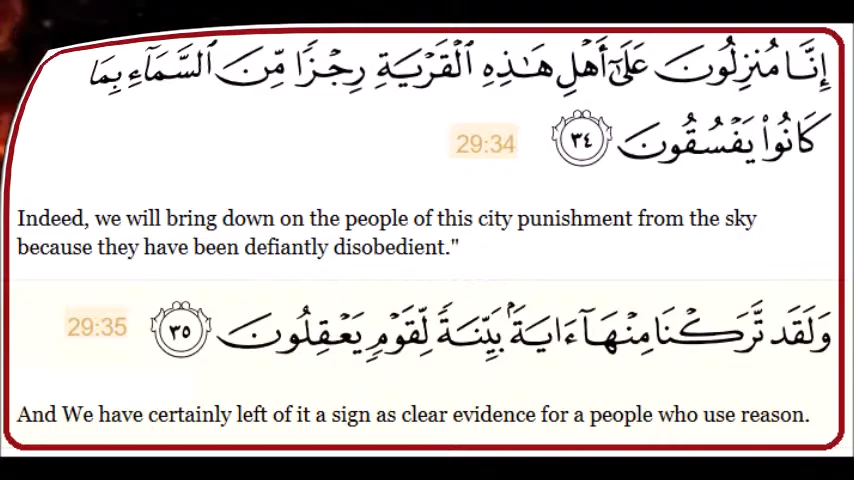 إِنَّا مُنزِلُونَ عَلَىٰٓ أَهْلِ هَـٰذِهِ ٱلْقَرْيَةِ رِجْزًا مِّنَ ٱلسَّمَآءِ بِمَا
كَانُوا۟ يَفْسُقُونَ ٣٤ 29:34
Indeed, we will bring down on the people of this city punishment from the sky
because they have been defiantly disobedient."
وَلَقَد تَّرَكْنَا مِنْهَآ ءَايَةًۢ بَيِّنَةً لِّقَوْمٍ يَعْقِلُونَ ٣٥ 29:35
And We have certainly left of it a sign as clear evidence for a people who use reason.